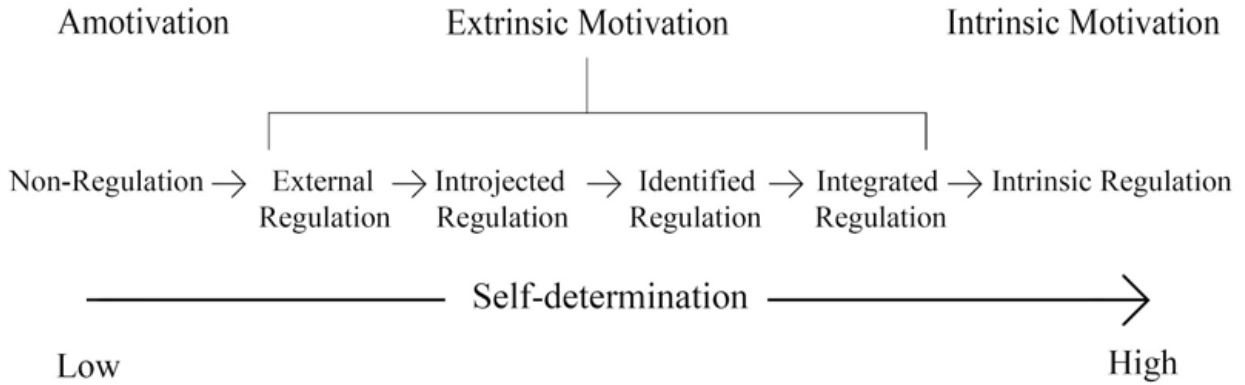 Amotivation Extrinsic Motivation Intrinsic Motivation
Non-Regulation External Introjected Identified Integrated Intrinsic Regulation
Regulation Regulation Regulation Regulation
Self-determination
Low High